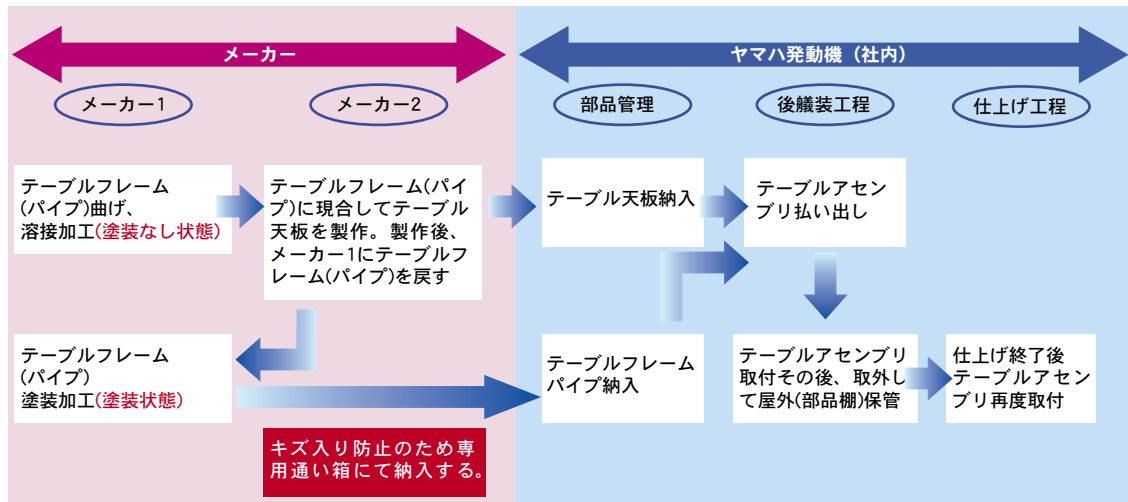 メーカー
ヤマハ発動機（社内）
メーカー1
メーカー2
部品管理
後艤装工程
仕上げ工程
テーブルフレーム
(パイプ)曲げ、
溶接加工(塗装なし状態)
テーブルフレーム(パイ
プ)に現合してテーブル
天板を製作。製作後、
メーカー1にテーブルフ
レーム(パイプ)を戻す
テーブル天板納入
テーブルアセン
ブリ払い出し
テーブルフレーム
(パイプ)
塗装加工(塗装状態)
テーブルフレーム
パイプ納入
テーブルアセンブリ
取付その後、取外し
て屋外(部品棚)保管
仕上げ終了後
テーブルアセン
ブリ再度取付
キズ入り防止のため専
用通い箱にて納入する。